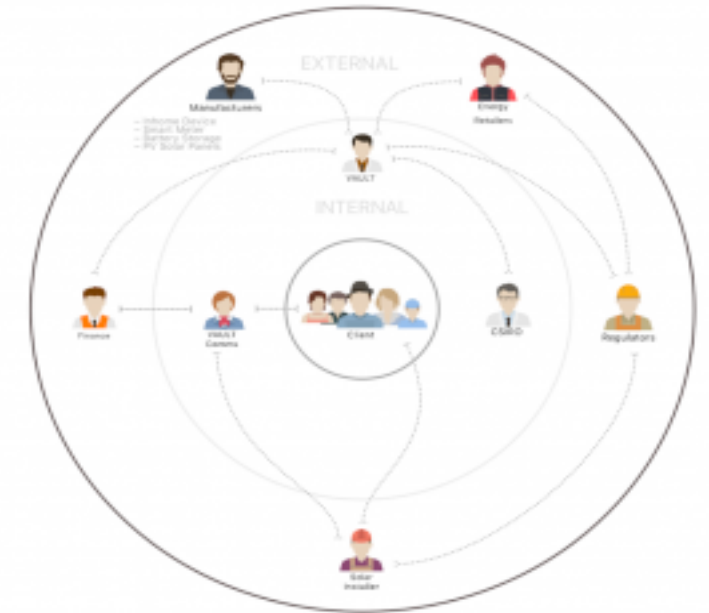 EXTERNAL
Manufacturers
– Inhome Device
– Smart Meter
– Battery Storage
– PV Solar Panels
Energy
Retailers
VAULT
INTERNAL
Finance
VAULT
Comms
Client
CSIRO
Regulators
Solar
Installer